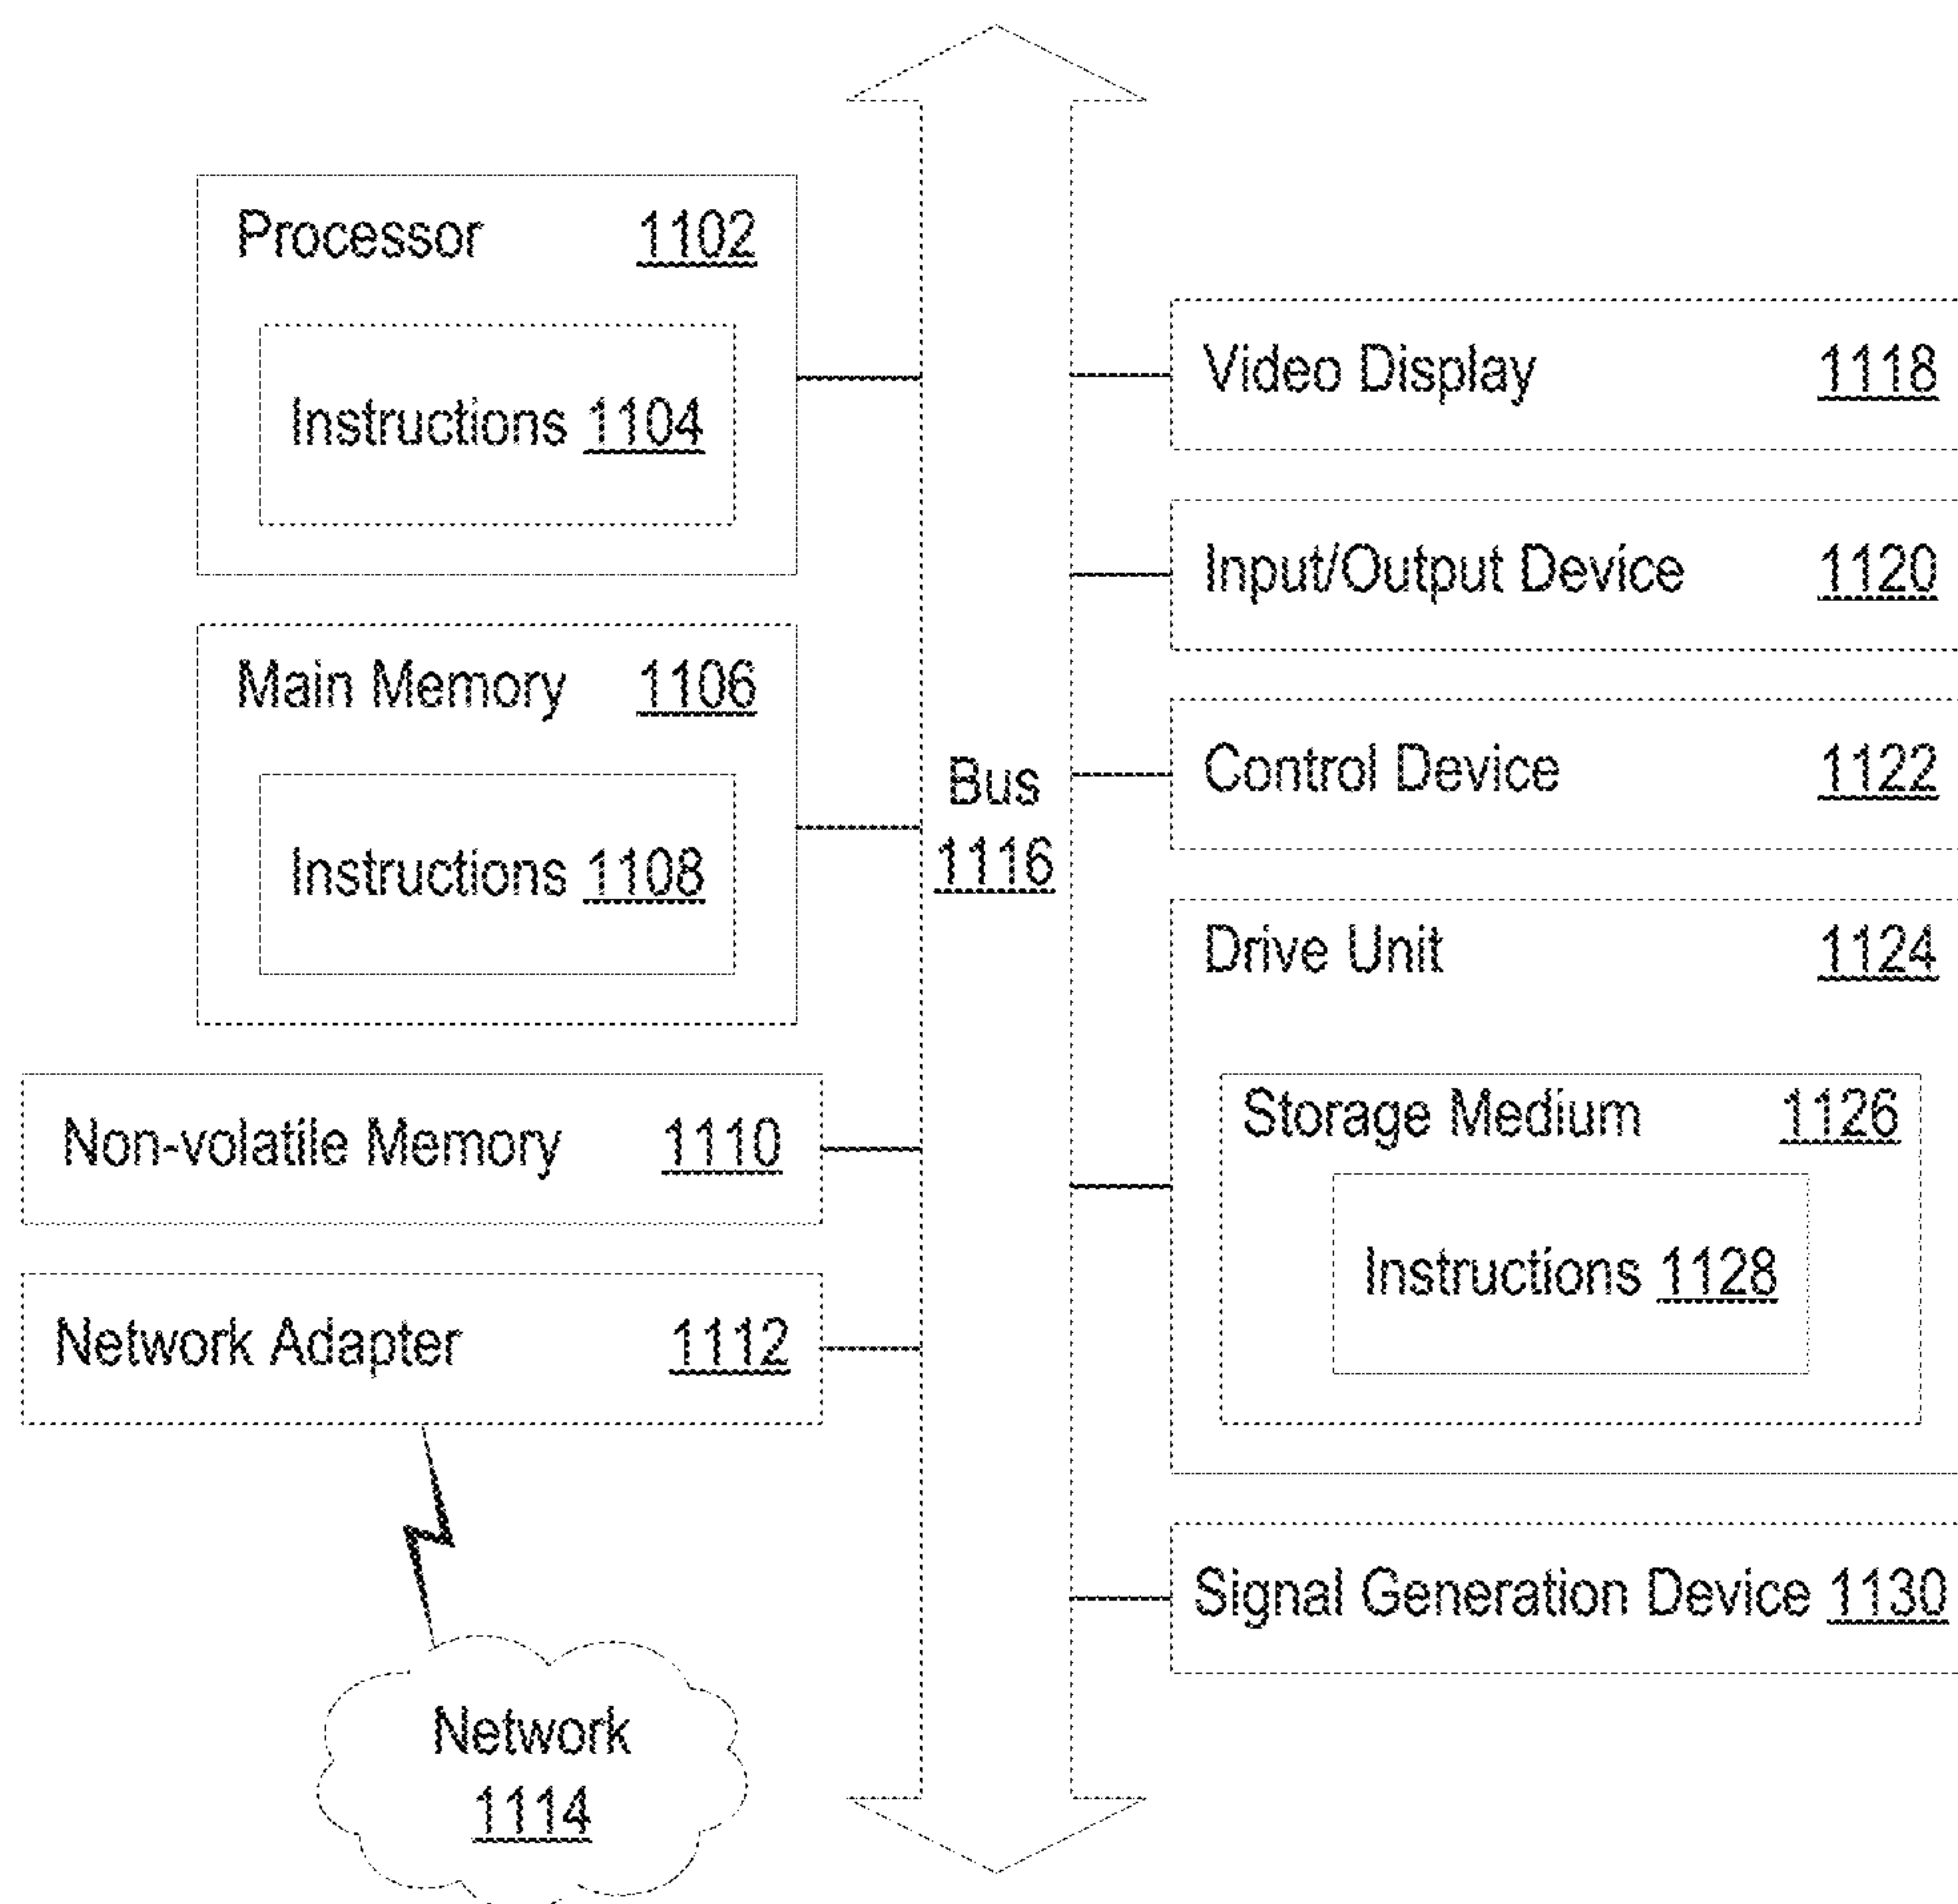 Processor 1102
Instructions 1104
Main Memory 1106
Instructions 1108
Non-volatile Memory 1110
Network Adapter 1112
Network
1114
Bus
1116
Video Display 1118
Input/Output Device 1120
Control Device 1122
Drive Unit 1124
Storage Medium 1126
Instructions 1128
Signal Generation Device 1130